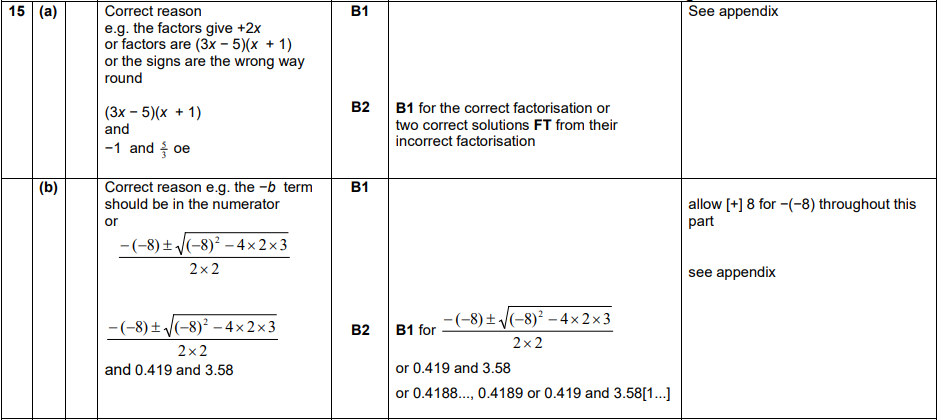 15 (a) Correct reason B1 See appendix
e.g. the factors give +2x
or factors are (3x − 5)(x + 1)
or the signs are the wrong way
round
(3x − 5)(x + 1) B2 B1 for the correct factorisation or
and two correct solutions FT from their
−1 and 5/3 oe incorrect factorisation
(b) Correct reason e.g. the −b term B1
should be in the numerator allow [+] 8 for −(−8) throughout this
or part
−(−8) ± √((−8)² − 4 × 2 × 3)
2 × 2 see appendix
−(−8) ± √((−8)² − 4 × 2 × 3) B2 B1 for −(−8) ± √((−8)² − 4 × 2 × 3)
2 × 2 2 × 2
and 0.419 and 3.58 or 0.419 and 3.58
or 0.4188..., 0.4189 or 0.419 and 3.58[1...]